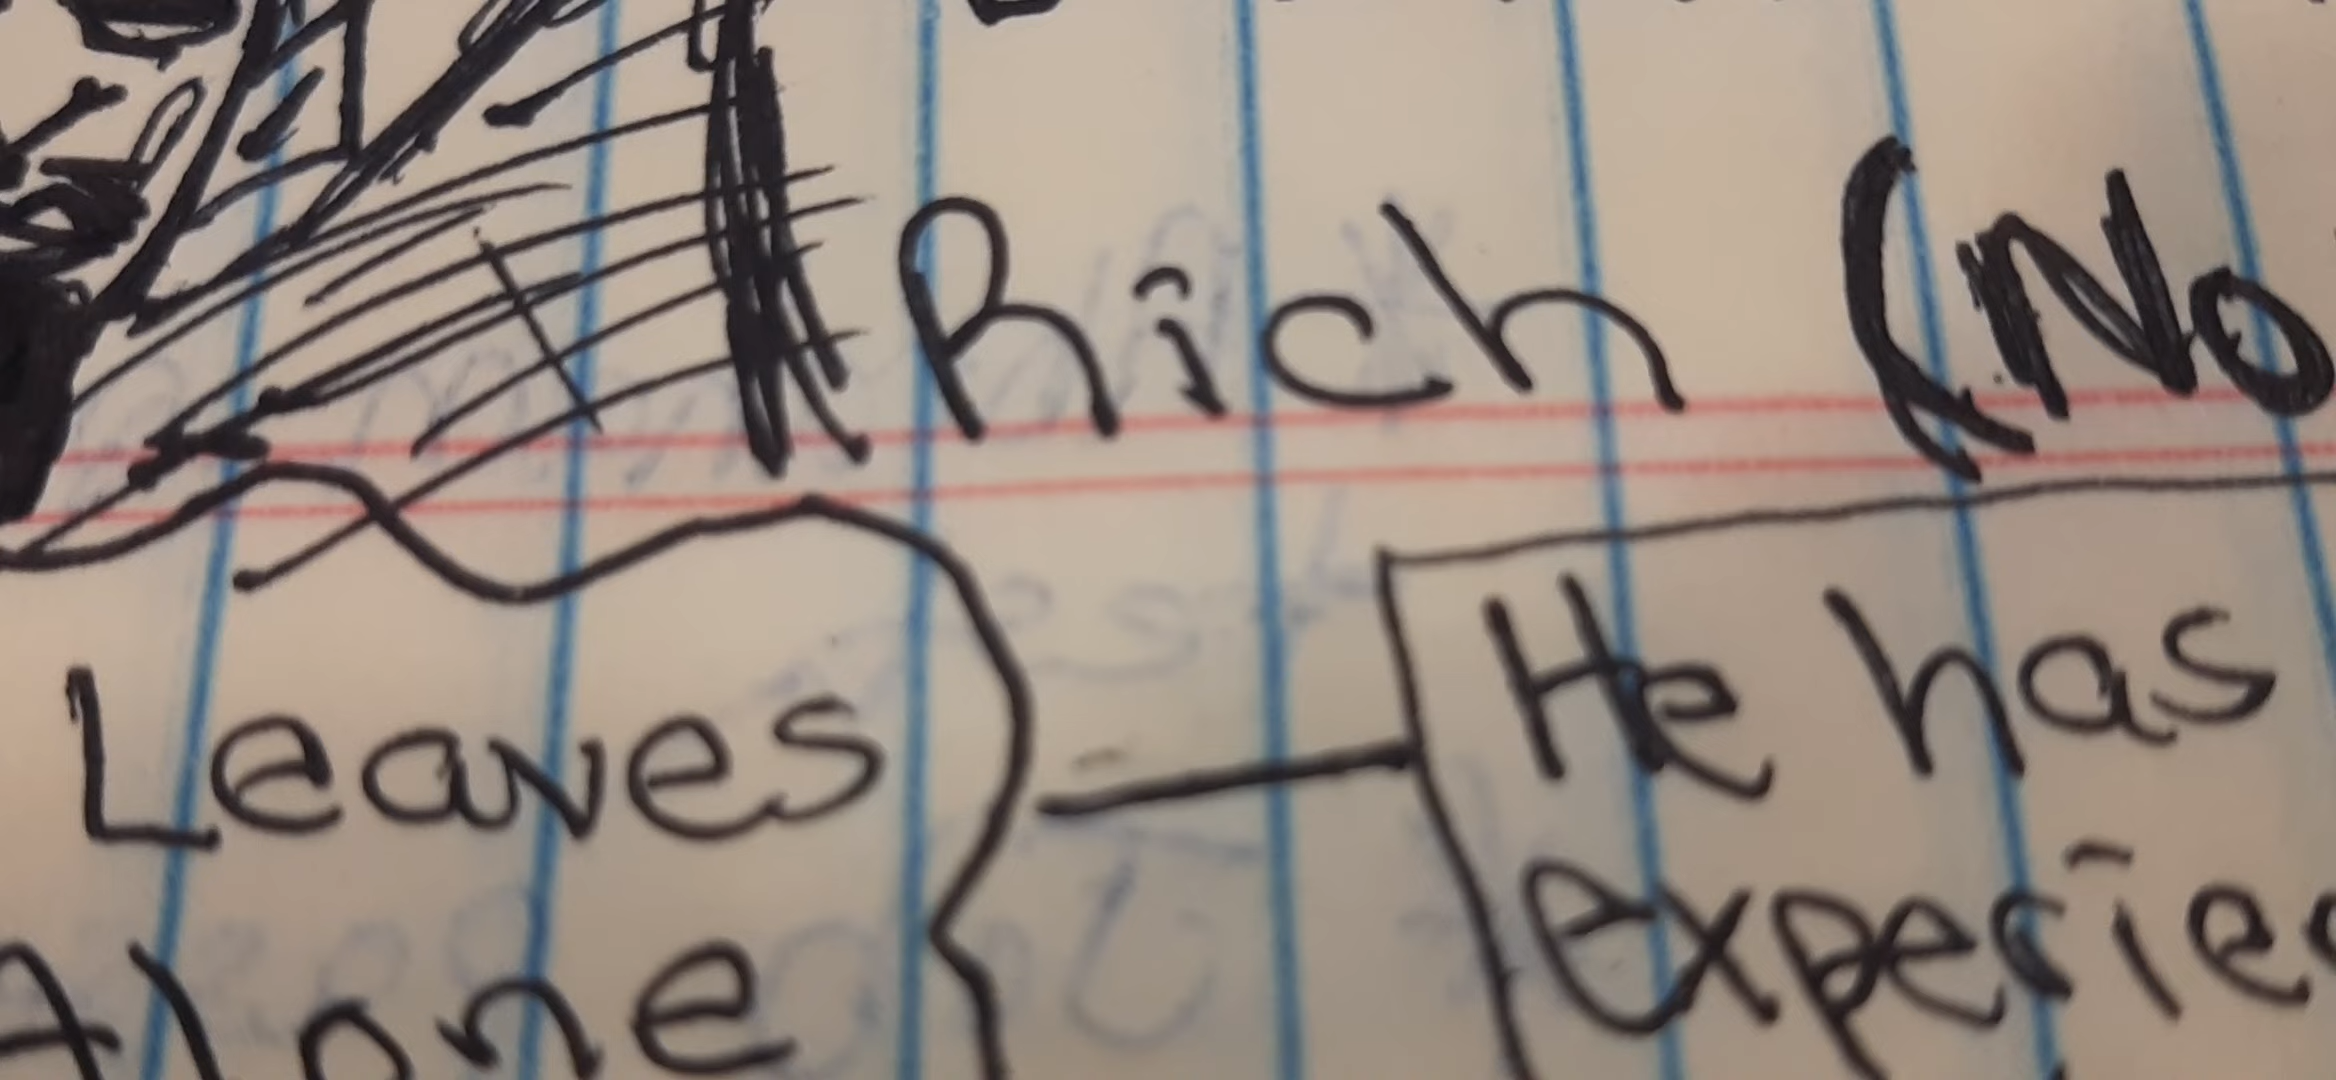 Rich (No
Leaves
Alone
He has
experie